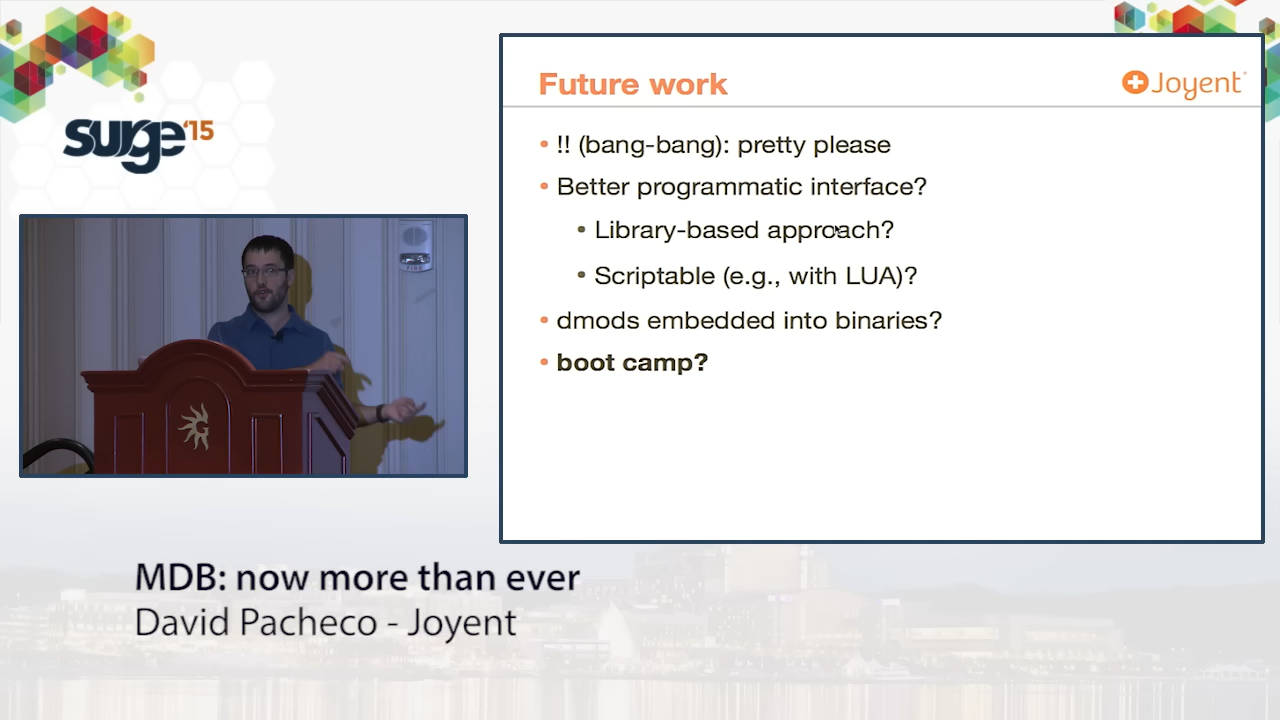 surge'15
Future work
Joyent
• !! (bang-bang): pretty please
• Better programmatic interface?
• Library-based approach?
• Scriptable (e.g., with LUA)?
• dmods embedded into binaries?
• boot camp?
FIRE
MDB: now more than ever
David Pacheco - Joyent